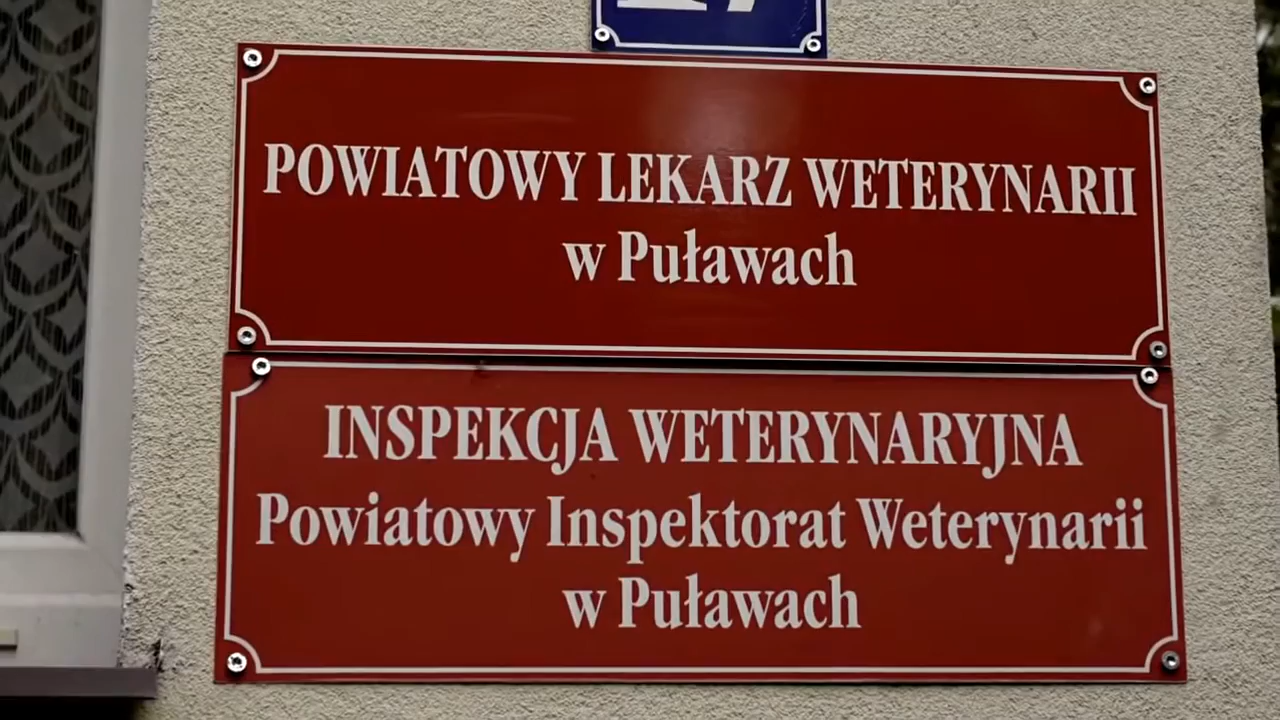 POWIATOWY LEKARZ WETERYNARII
w Puławach
INSPEKCJA WETERYNARYJNA
Powiatowy Inspektorat Weterynarii
w Puławach